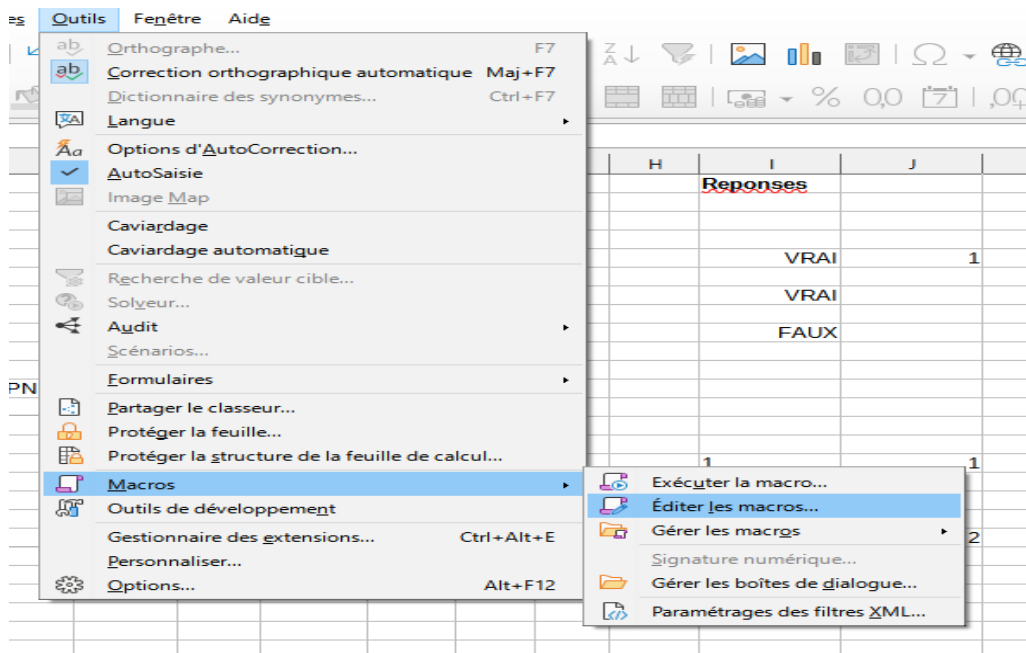 es Outils Fenêtre Aide
Orthographe... F7
Correction orthographique automatique Maj+F7
Dictionnaire des synonymes... Ctrl+F7
Langue
Options d'AutoCorrection...
AutoSaisie
Image Map
Caviardage
Caviardage automatique
Recherche de valeur cible...
Solveur...
Audit
Scénarios...
Formulaires
Partager le classeur...
Protéger la feuille...
Protéger la structure de la feuille de calcul...
Macros
Outils de développement
Gestionnaire des extensions... Ctrl+Alt+E
Personnaliser...
Options... Alt+F12
H I J
Reponses
VRAI 1
VRAI
FAUX
PN
1 1
2
Exécuter la macro...
Éditer les macros...
Gérer les macros
Signature numérique...
Gérer les boîtes de dialogue...
Paramétrages des filtres XML...